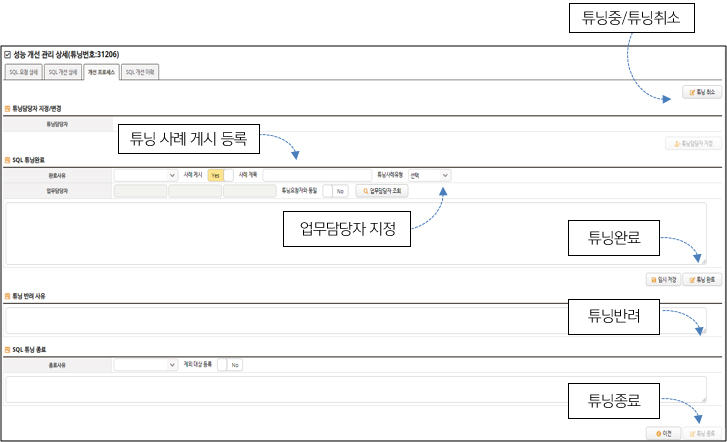 튜닝중/튜닝취소
성능 개선 관리 상세(튜닝번호:31206)
SQL 요청 상세 SQL 개선 상세 개선 프로세스 SQL 개선 이력
튜닝 취소
튜닝담당자 지정/변경
튜닝담당자
튜닝담당자 지정
튜닝 사례 게시 등록
SQL 튜닝완료
완료사유 사례 게시 Yes 사례 제목 튜닝사례유형 선택
업무담당자 튜닝요청자와 동일 No 업무담당자 조회
업무담당자 지정
튜닝완료
임시 저장 튜닝 완료
튜닝 반려 사유
튜닝반려
SQL 튜닝 종료
종료사유 제외 대상 등록 No
튜닝종료
이전 튜닝 종료